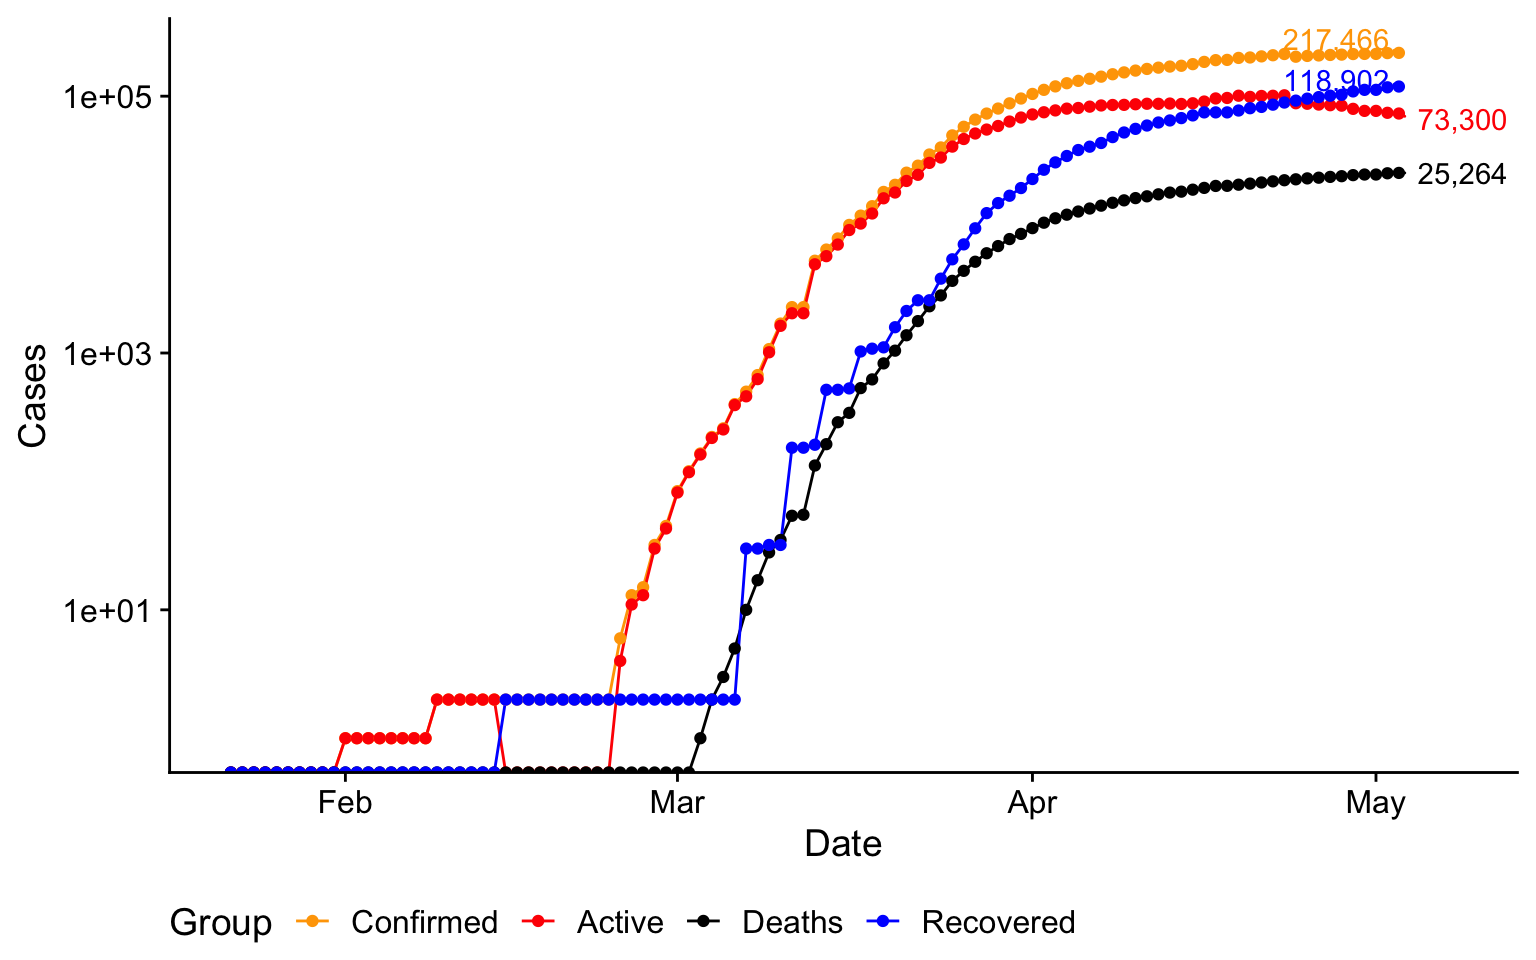 217,466
118,902
1e+05
73,300
25,264
1e+03
1e+01
Cases
Feb Mar Apr May
Date
Group Confirmed Active Deaths Recovered